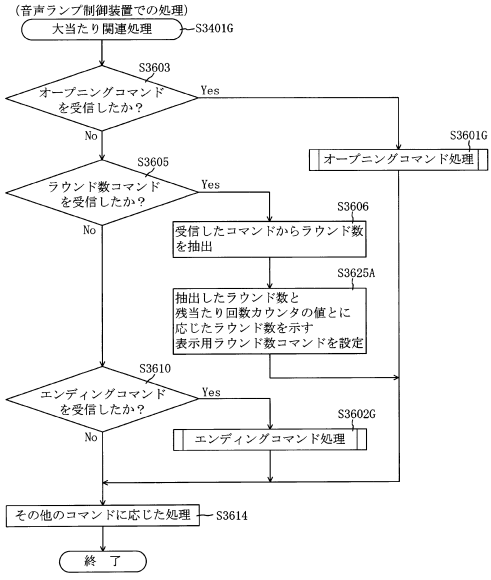 (音声ランプ制御装置での処理)
大当たり関連処理
S3401G
S3603
オープニングコマンド
を受信したか?
Yes
No
S3601G
オープニングコマンド処理
S3605
ラウンド数コマンド
を受信したか?
Yes
No
S3606
受信したコマンドからラウンド数
を抽出
S3625A
抽出したラウンド数と
残当たり回数カウンタの値とに
応じたラウンド数を示す
表示用ラウンド数コマンドを設定
S3610
エンディングコマンド
を受信したか?
Yes
No
S3602G
エンディングコマンド処理
その他のコマンドに応じた処理
S3614
終 了